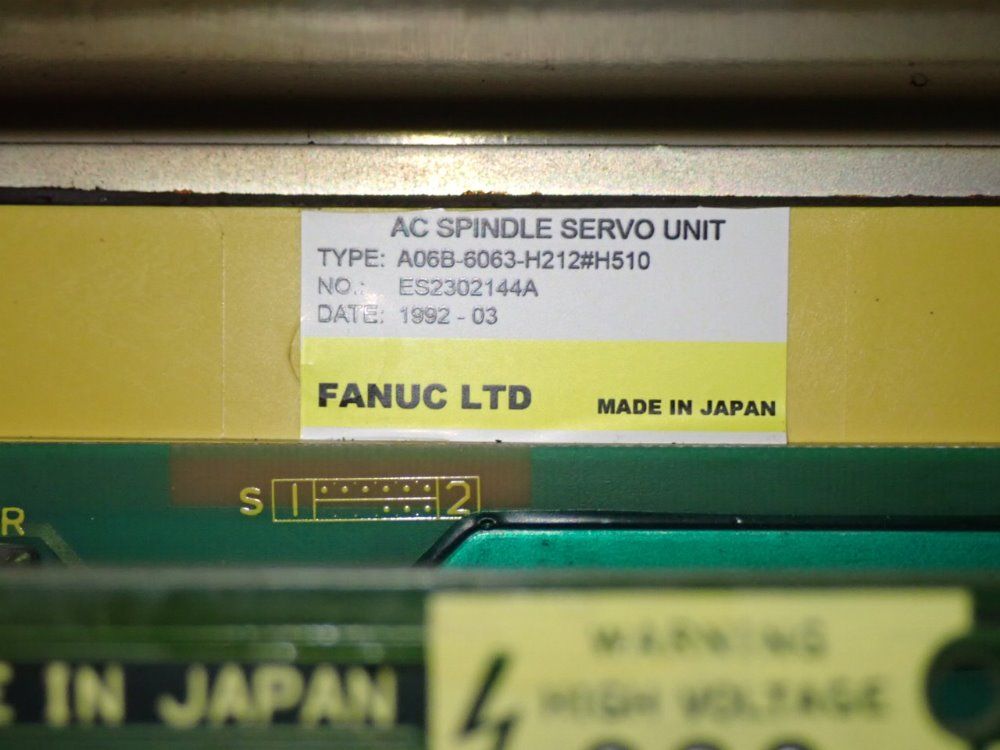 AC SPINDLE SERVO UNIT
TYPE: A06B-6063-H212#H510
NO.: ES2302144A
DATE: 1992 - 03
FANUC LTD
MADE IN JAPAN
S 1 2
R
E IN JAPAN
WARNING
HIGH VOLTAGE